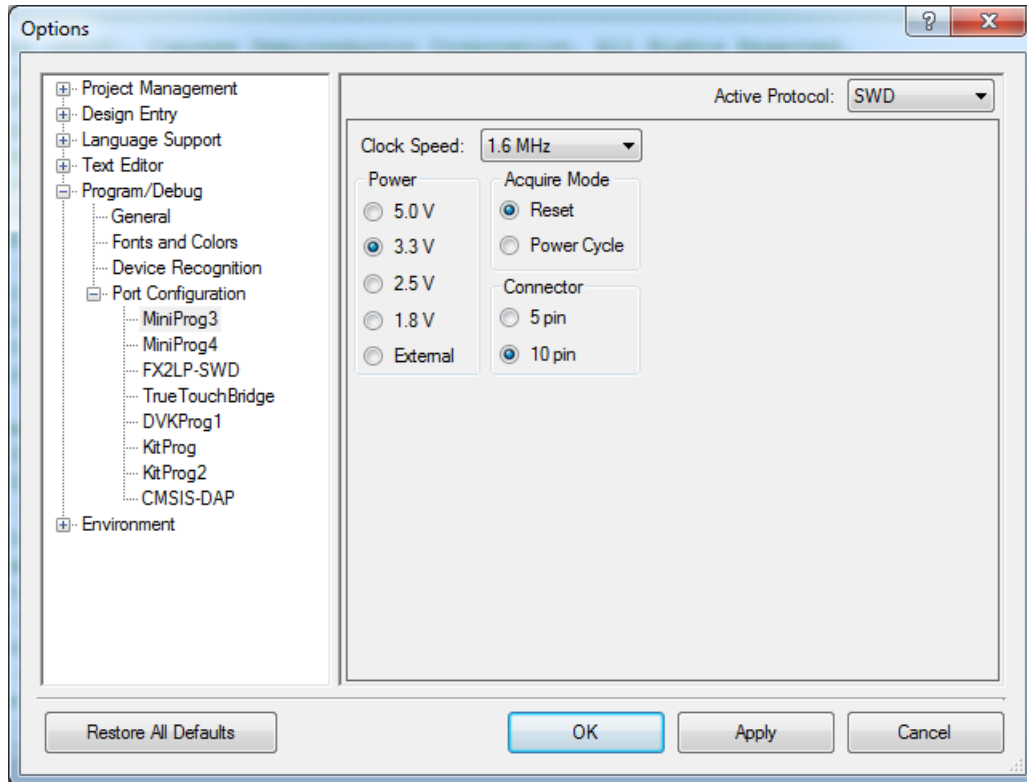 Options
Project Management
Design Entry
Language Support
Text Editor
Program/Debug
General
Fonts and Colors
Device Recognition
Port Configuration
MiniProg3
MiniProg4
FX2LP-SWD
TrueTouchBridge
DVKProg1
KitProg
KitProg2
CMSIS-DAP
Environment
Active Protocol: SWD
Clock Speed: 1.6 MHz
Power
5.0 V
3.3 V
2.5 V
1.8 V
External
Acquire Mode
Reset
Power Cycle
Connector
5 pin
10 pin
Restore All Defaults
OK
Apply
Cancel